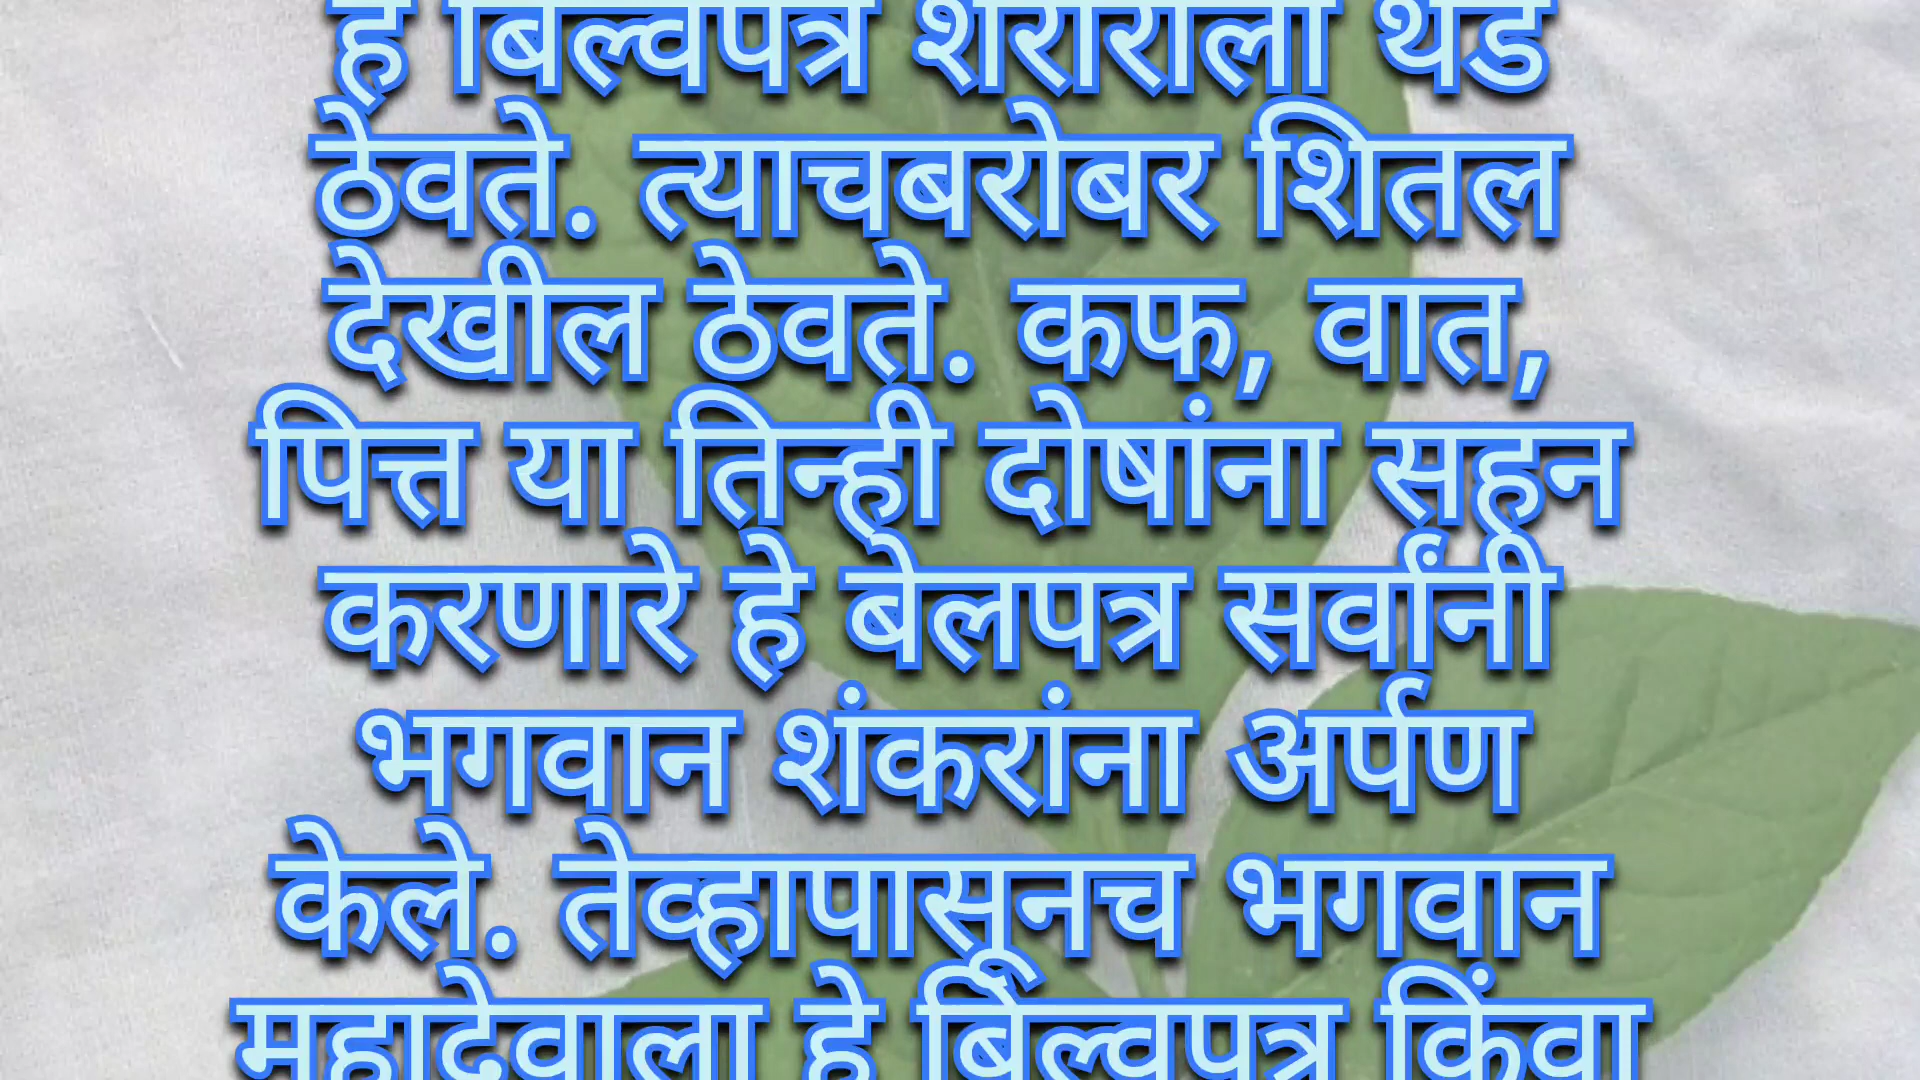 हे बिल्वपत्र शरीराला थंड
ठेवते. त्याचबरोबर शितल
देखील ठेवते. कफ, वात,
पित्त या तिन्ही दोषांना सहन
करणारे हे बेलपत्र सर्वांनी
भगवान शंकरांना अर्पण
केले. तेव्हापासूनच भगवान
महादेवाला हे बिल्वपत्र किंवा